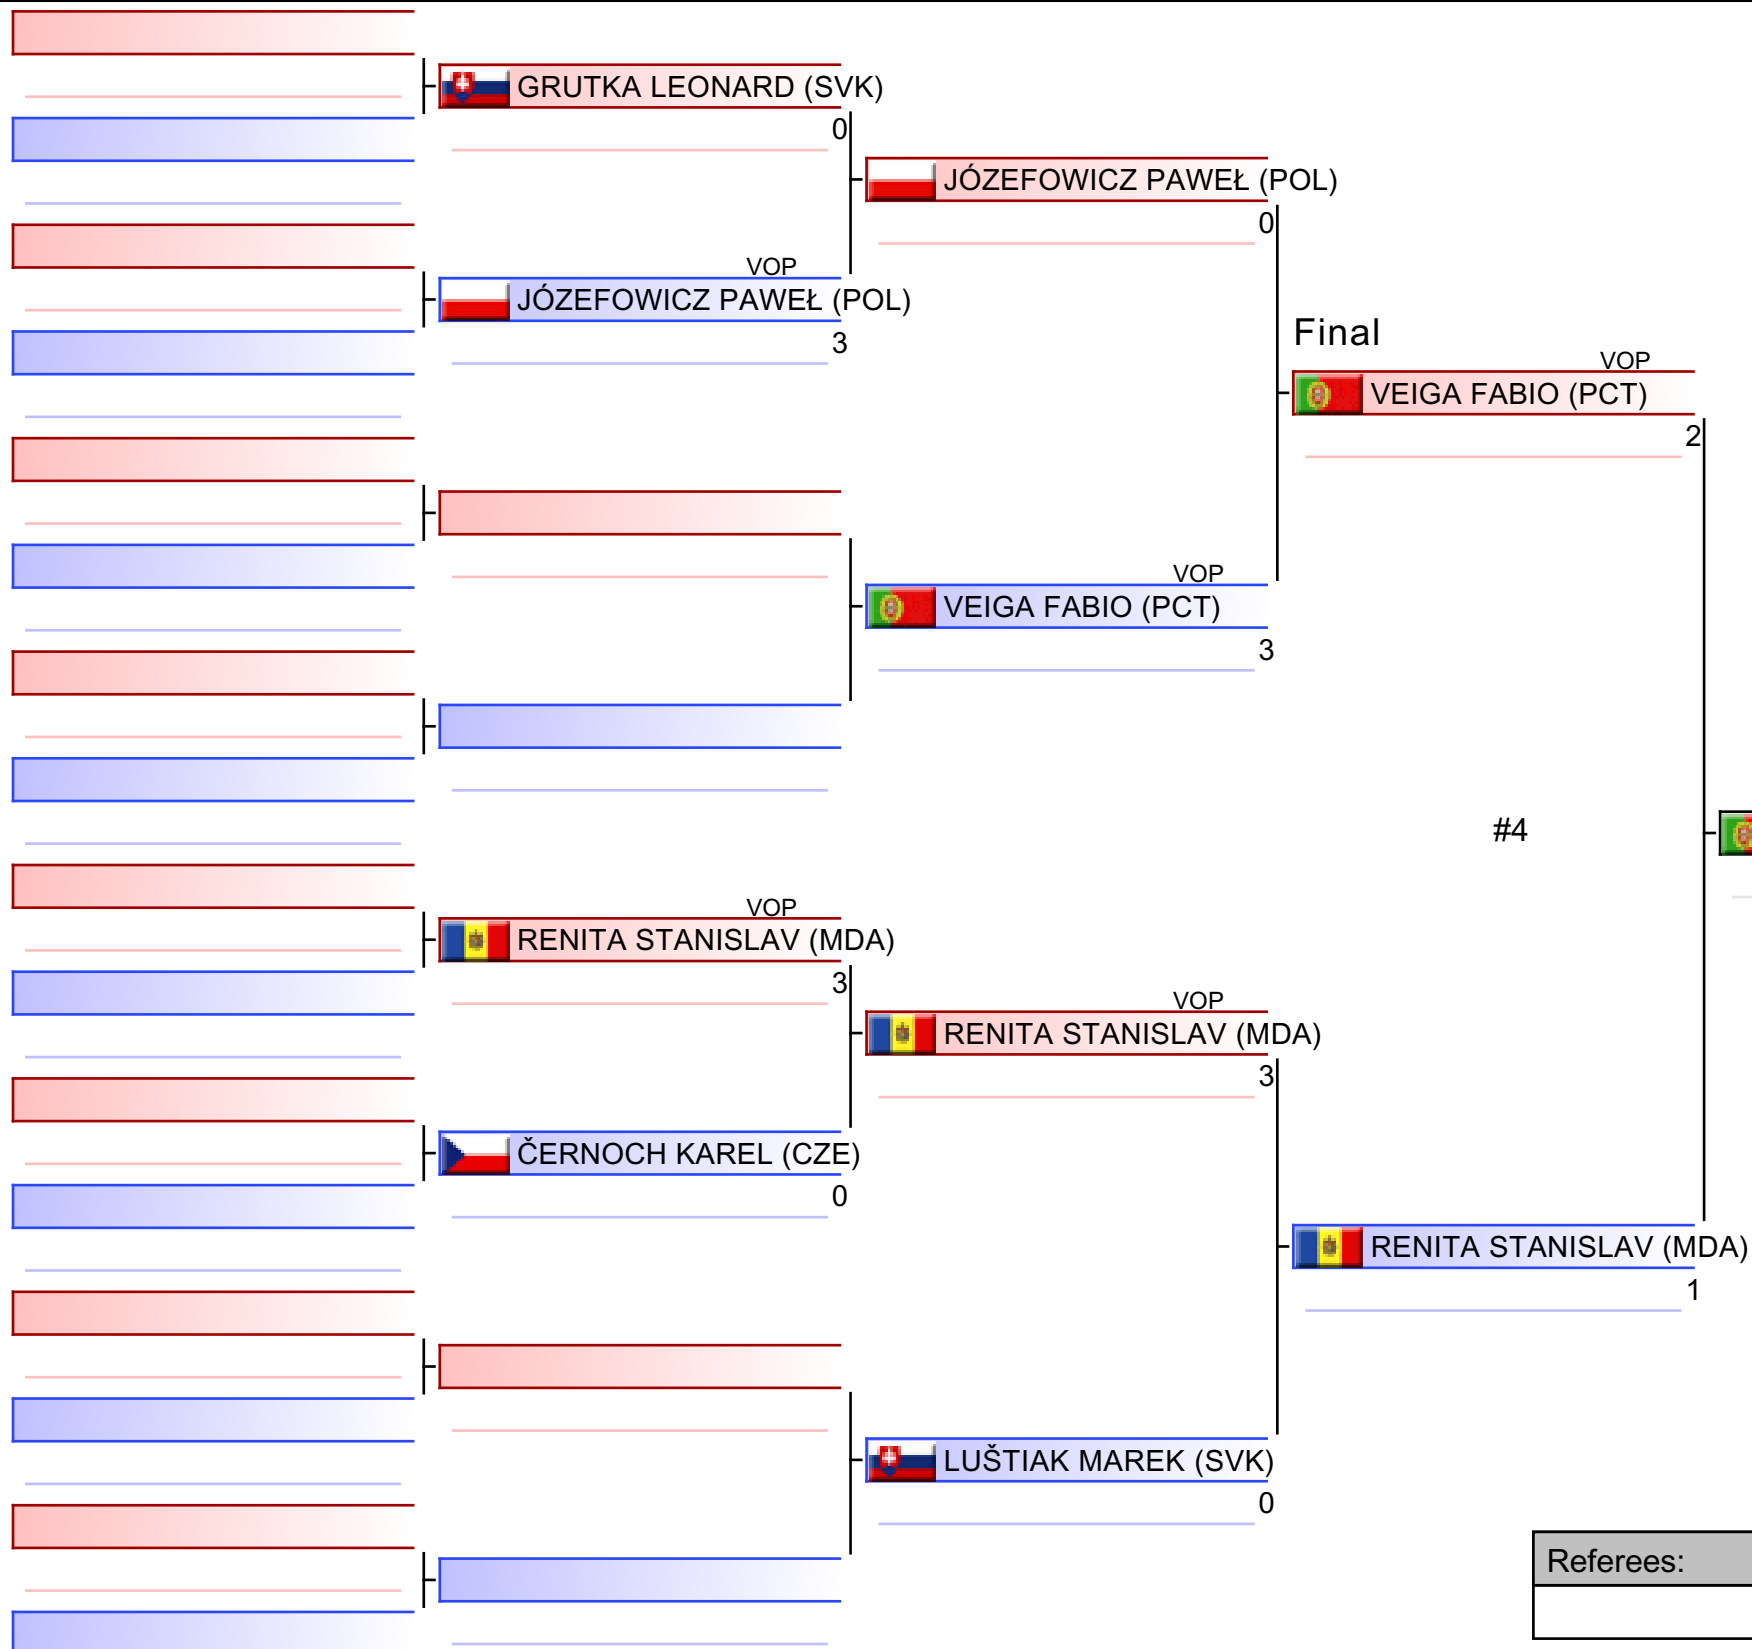 GRUTKA LEONARD (SVK)
0
JÓZEFOWICZ PAWEŁ (POL)
0
VOP
JÓZEFOWICZ PAWEŁ (POL)
3
Final
VOP
VEIGA FABIO (PCT)
2
VOP
VEIGA FABIO (PCT)
3
#4
VOP
RENITA STANISLAV (MDA)
3
VOP
RENITA STANISLAV (MDA)
3
ČERNOCH KAREL (CZE)
0
RENITA STANISLAV (MDA)
1
LUŠTIAK MAREK (SVK)
0
Referees: